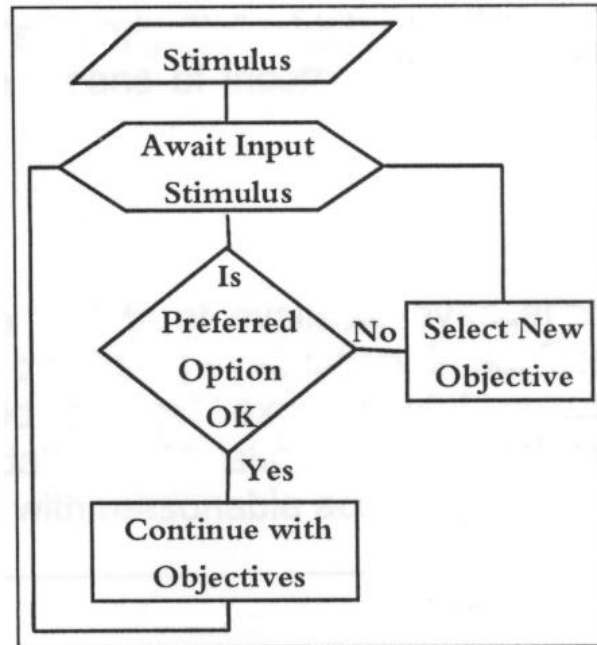 Stimulus
Await Input
Stimulus
Is
Preferred
Option
OK
No
Select New
Objective
Yes
Continue with
Objectives